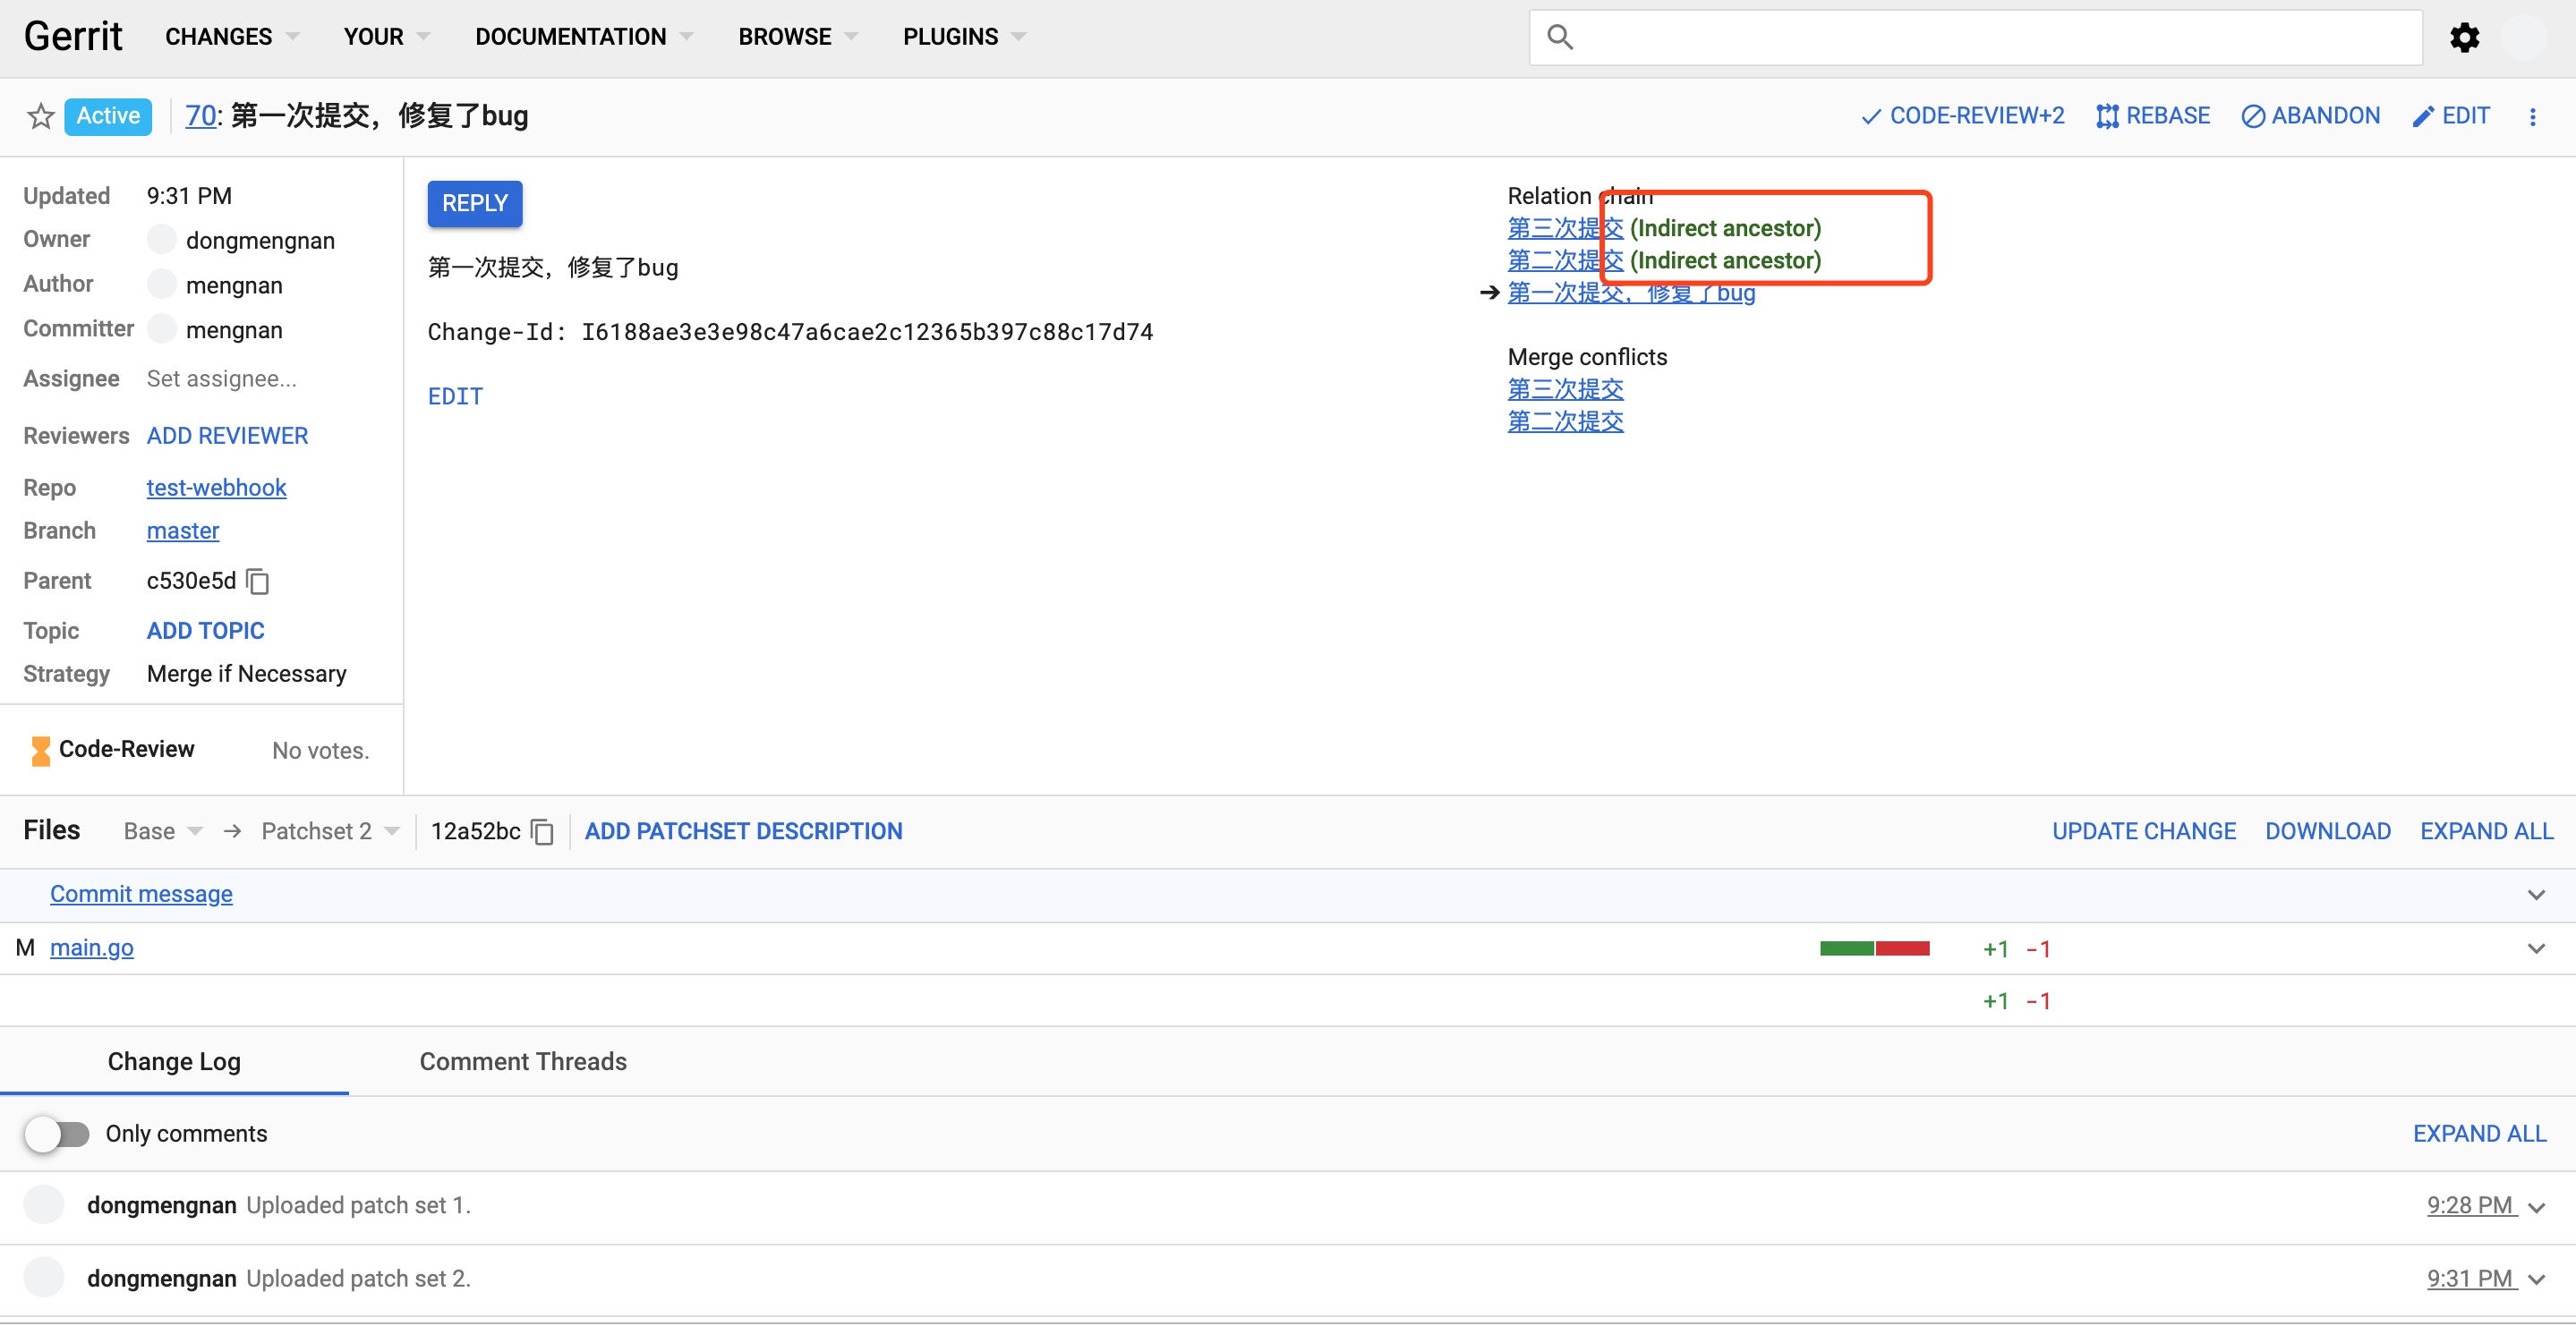 Gerrit CHANGES YOUR DOCUMENTATION BROWSE PLUGINS
Active 70: 第一次提交，修复了bug CODE-REVIEW+2 REBASE ABANDON EDIT
Updated 9:31 PM
Owner dongmengnan
Author mengnan
Committer mengnan
Assignee Set assignee...
Reviewers ADD REVIEWER
Repo test-webhook
Branch master
Parent c530e5d
Topic ADD TOPIC
Strategy Merge if Necessary
Code-Review No votes.
REPLY
第一次提交，修复了bug
Change-Id: I6188ae3e3e98c47a6cae2c12365b397c88c17d74
EDIT
Relation chain
第三次提交 (Indirect ancestor)
第二次提交 (Indirect ancestor)
➔ 第一次提交，修复了bug
Merge conflicts
第三次提交
第二次提交
Files Base → Patchset 2 12a52bc ADD PATCHSET DESCRIPTION UPDATE CHANGE DOWNLOAD EXPAND ALL
Commit message
M main.go +1 -1
+1 -1
Change Log Comment Threads
Only comments EXPAND ALL
dongmengnan Uploaded patch set 1. 9:28 PM
dongmengnan Uploaded patch set 2. 9:31 PM